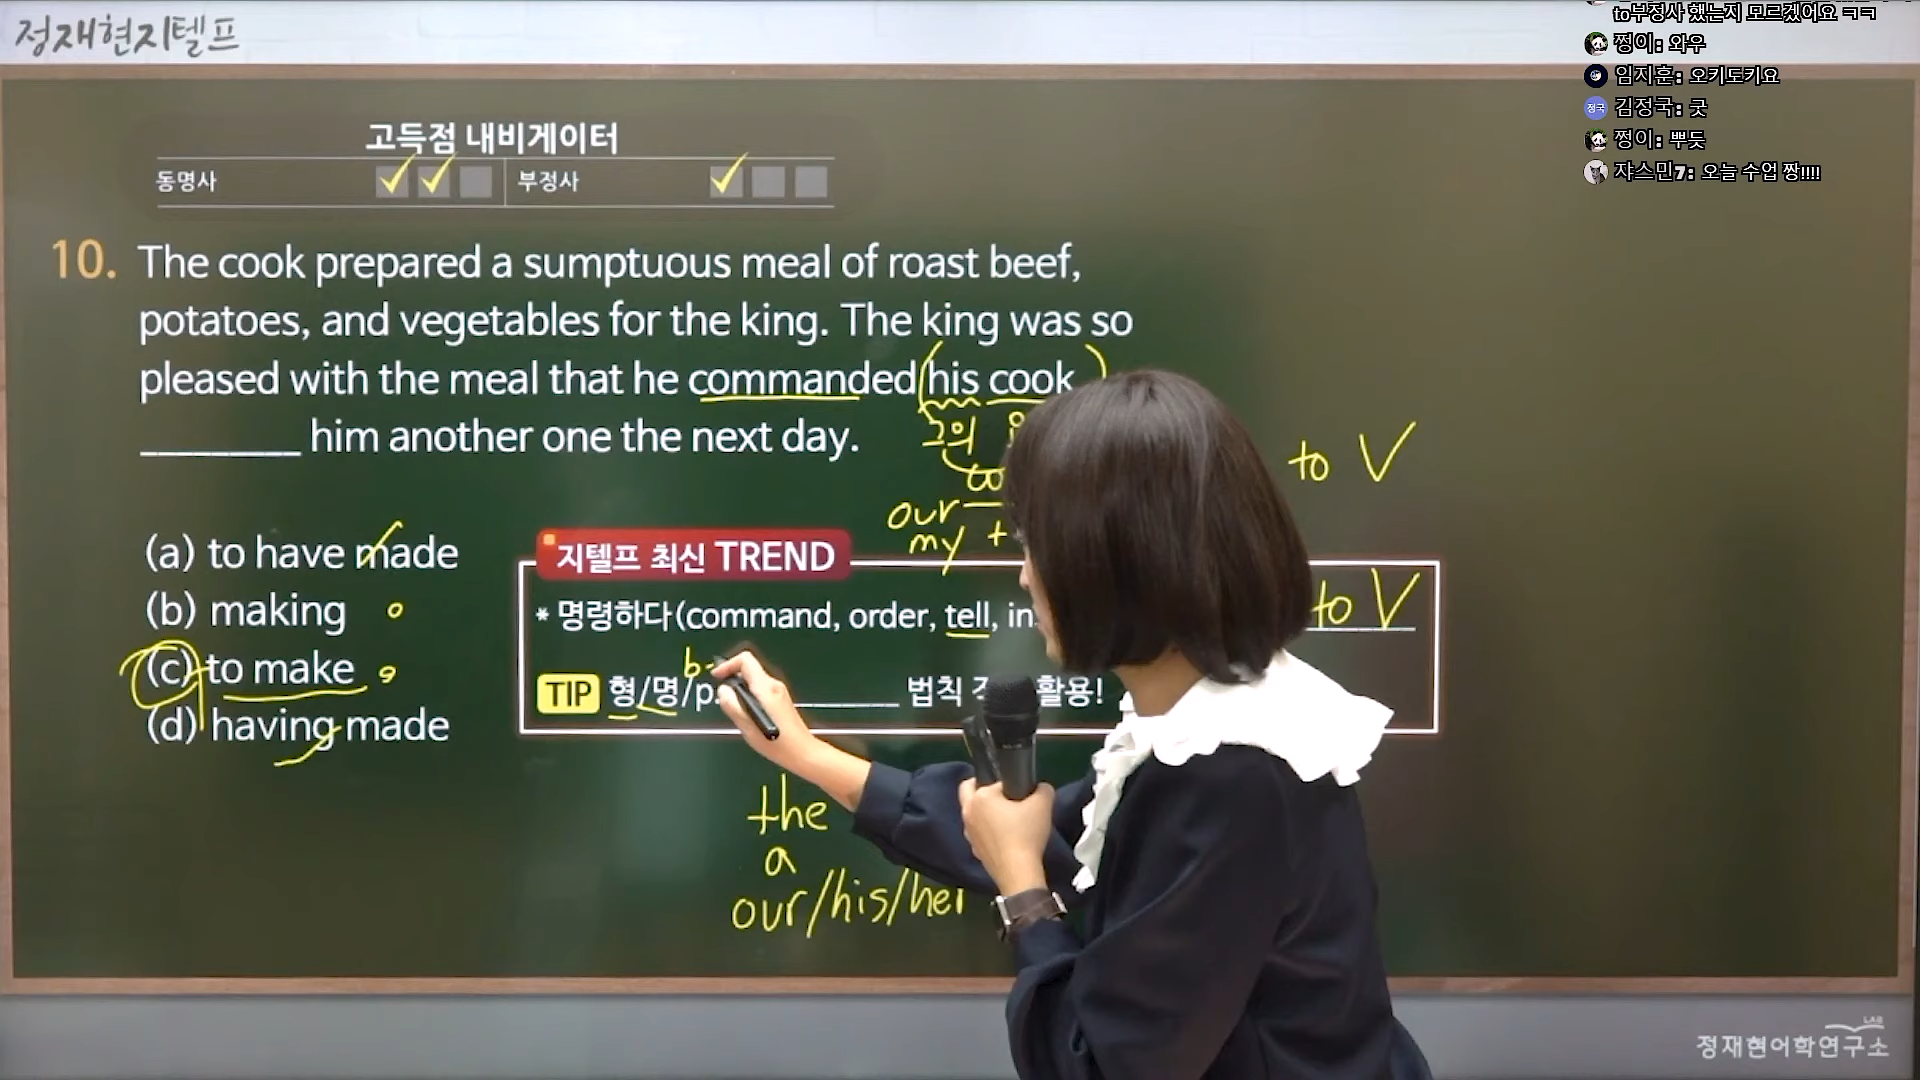 정재현지텔프
to부정사 했는지 모르겠어요 ㅋㅋ
쩡이: 와우
임지훈: 오키도키요
정국 김정국: 굿
쩡이: 뿌듯
쟈스민7: 오늘 수업 짱!!!!
고득점 내비게이터
동명사 부정사
10. The cook prepared a sumptuous meal of roast beef,
potatoes, and vegetables for the king. The king was so
pleased with the meal that he commanded (his cook)
________ him another one the next day.
그의
to V
our
my +
(a) to have made
(b) making
(c) to make
(d) having made
지텔프 최신 TREND
* 명령하다(command, order, tell, to V
TIP 형/명/p. 법칙 활용!
the
a
our/his/her
LAB
정재현어학연구소